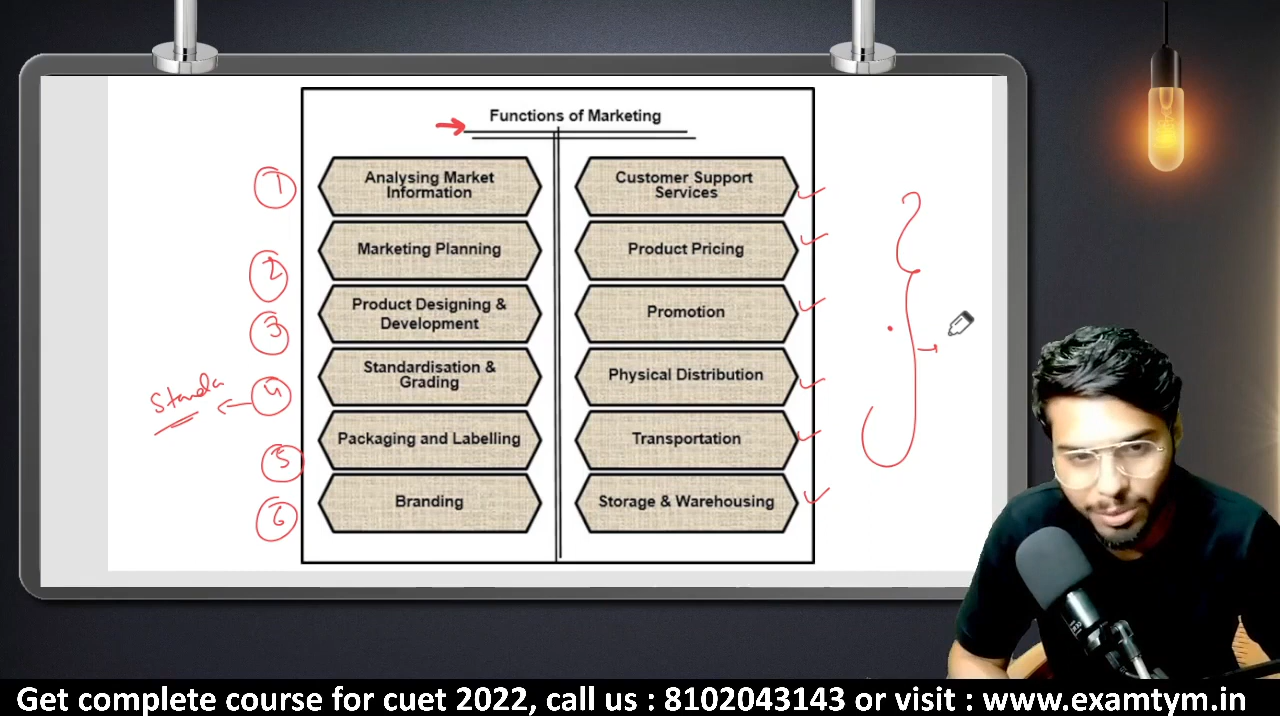 Functions of Marketing
1
Analysing Market
Information
2
Marketing Planning
3
Product Designing &
Development
Standa
4
Standardisation &
Grading
5
Packaging and Labelling
6
Branding
Customer Support
Services
Product Pricing
Promotion
Physical Distribution
Transportation
Storage & Warehousing
Get complete course for cuet 2022, call us : 8102043143 or visit : www.examtym.in